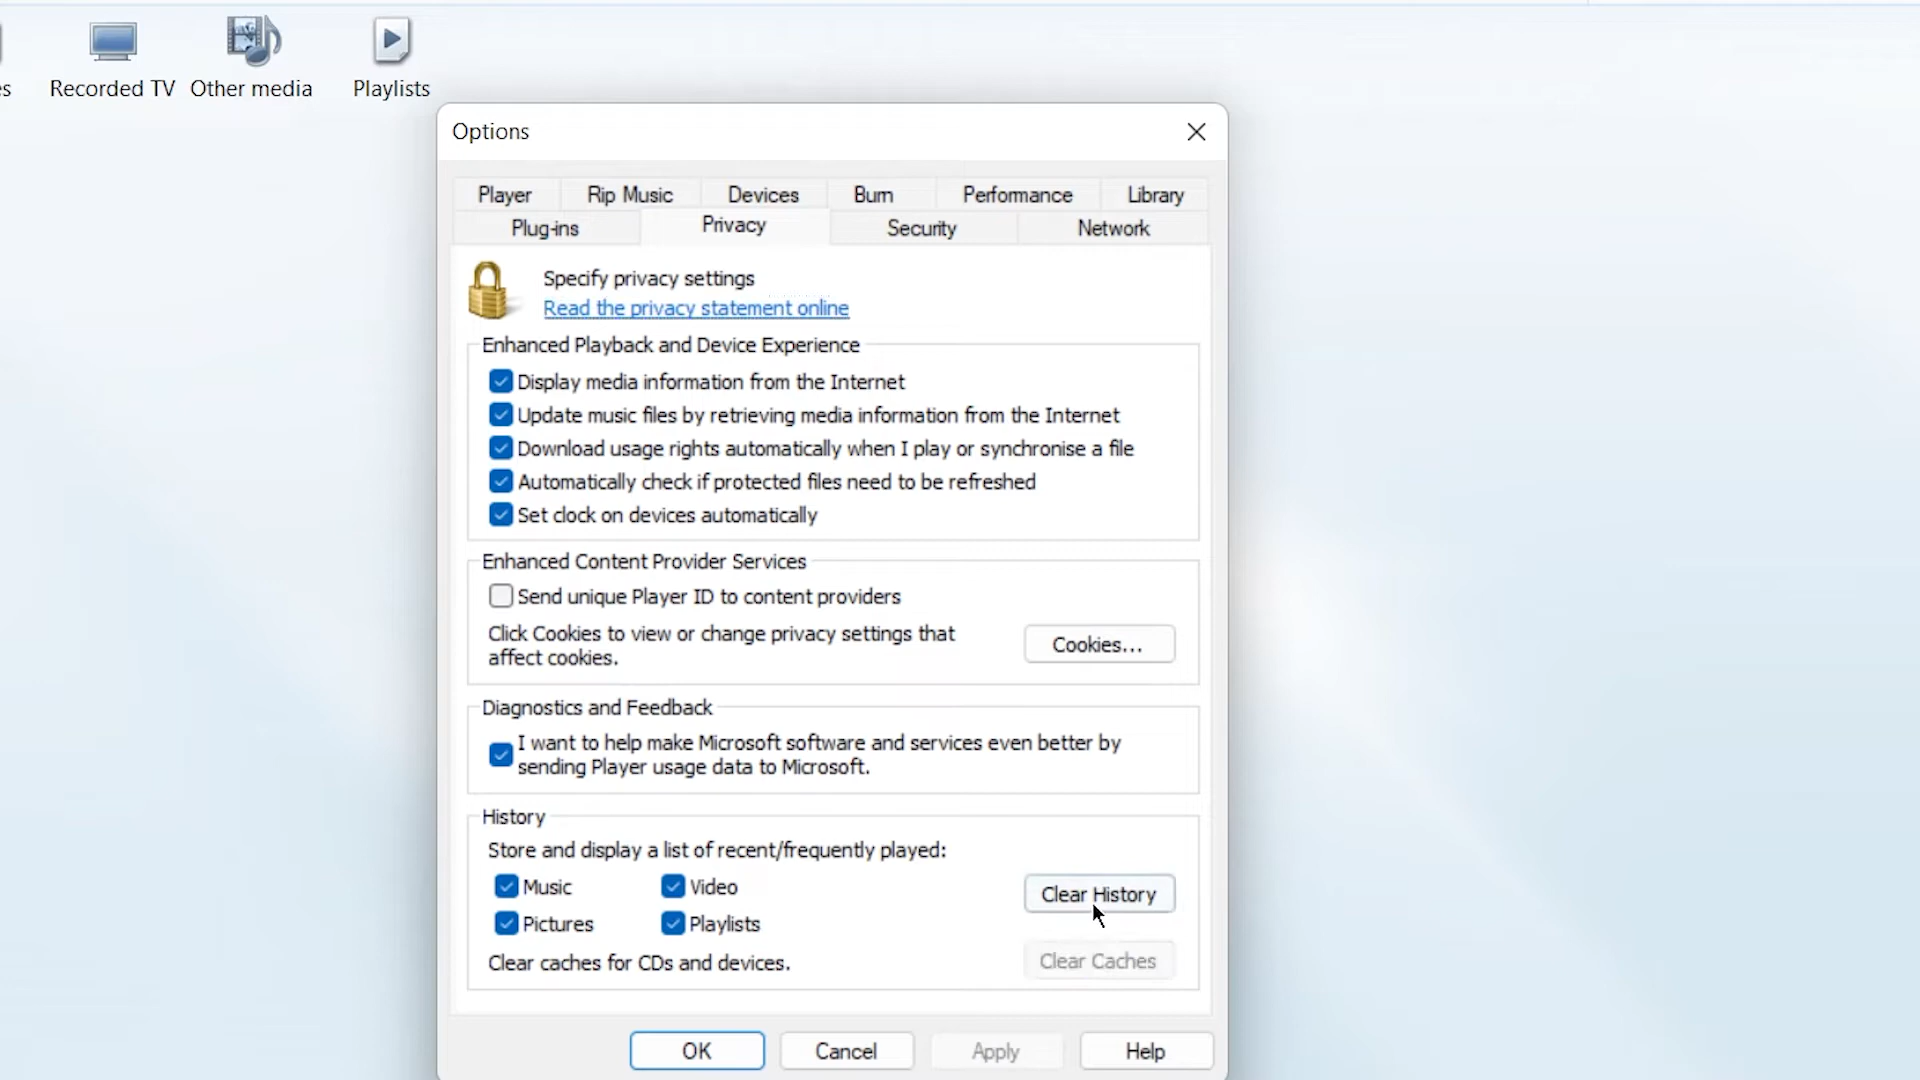 es
Recorded TV
Other media
Playlists
Options
Player
Rip Music
Devices
Burn
Performance
Library
Plug-ins
Privacy
Security
Network
Specify privacy settings
Read the privacy statement online
Enhanced Playback and Device Experience
Display media information from the Internet
Update music files by retrieving media information from the Internet
Download usage rights automatically when I play or synchronise a file
Automatically check if protected files need to be refreshed
Set clock on devices automatically
Enhanced Content Provider Services
Send unique Player ID to content providers
Click Cookies to view or change privacy settings that
affect cookies.
Cookies...
Diagnostics and Feedback
I want to help make Microsoft software and services even better by
sending Player usage data to Microsoft.
History
Store and display a list of recent/frequently played:
Music
Video
Clear History
Pictures
Playlists
Clear caches for CDs and devices.
Clear Caches
OK
Cancel
Apply
Help